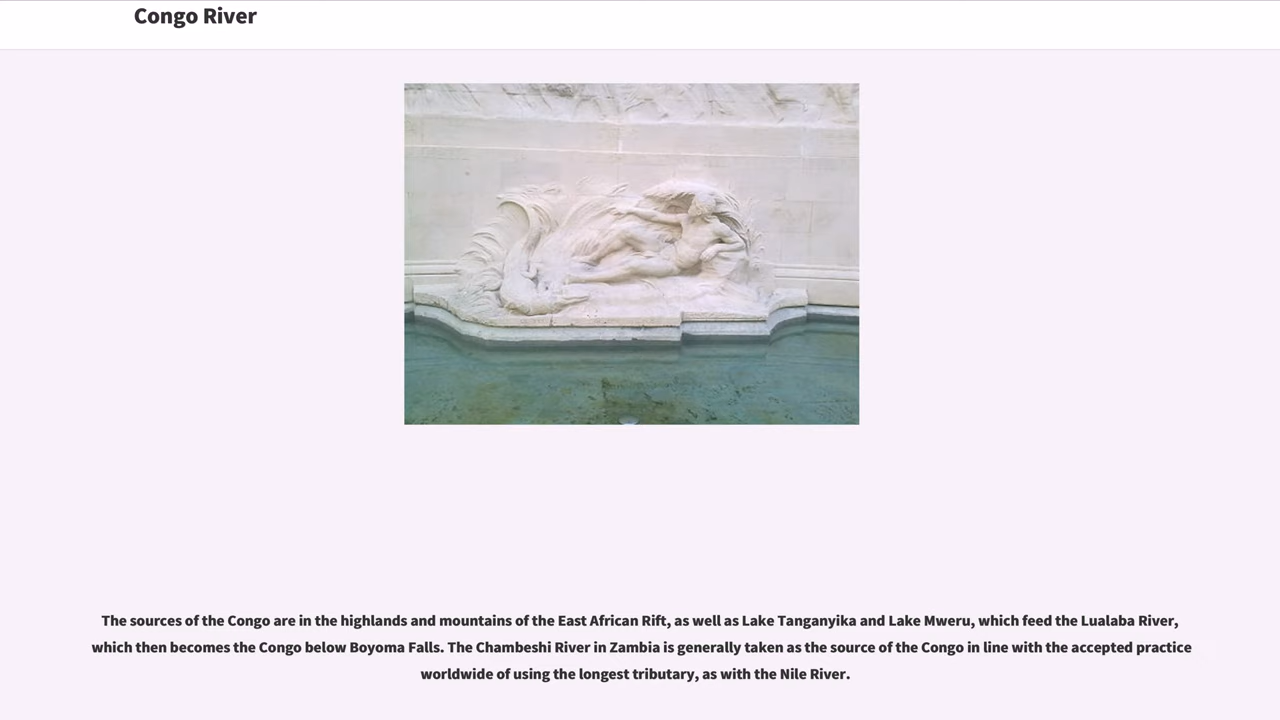 Congo River
The sources of the Congo are in the highlands and mountains of the East African Rift, as well as Lake Tanganyika and Lake Mweru, which feed the Lualaba River,
which then becomes the Congo below Boyoma Falls. The Chambeshi River in Zambia is generally taken as the source of the Congo in line with the accepted practice
worldwide of using the longest tributary, as with the Nile River.